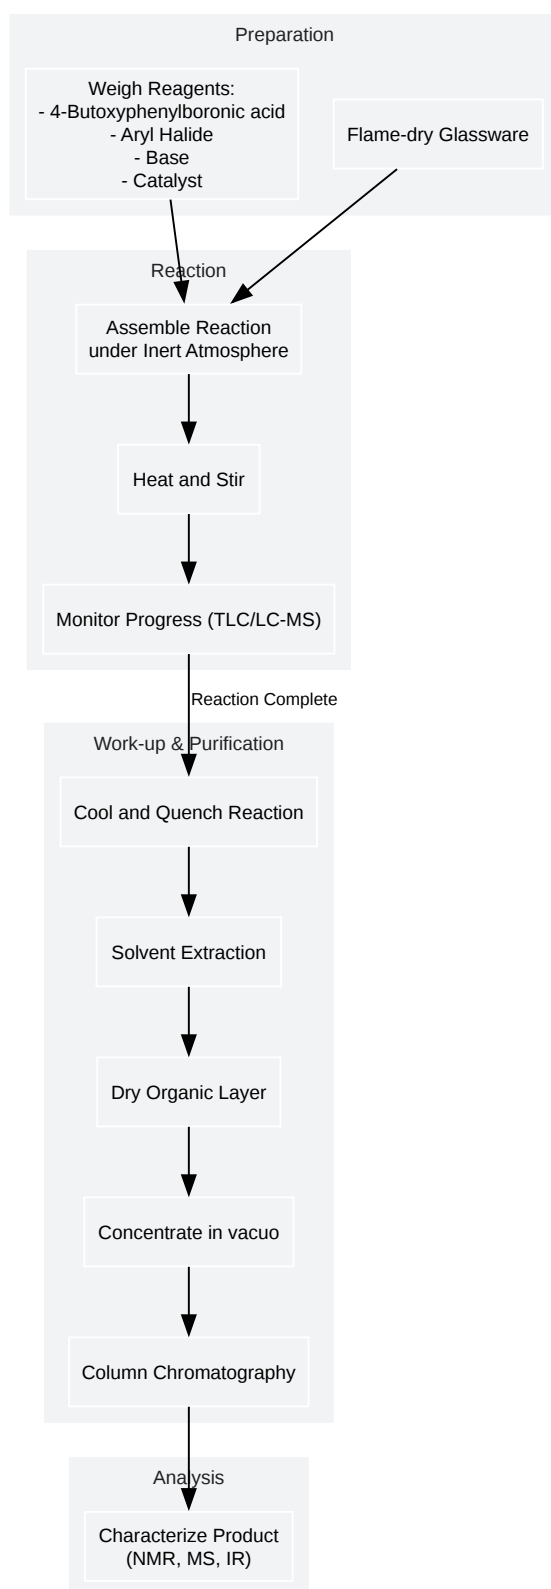 Preparation
Weigh Reagents:
- 4-Butoxyphenylboronic acid
- Aryl Halide
- Base
- Catalyst
Flame-dry Glassware
Reaction
Assemble Reaction
under Inert Atmosphere
Heat and Stir
Monitor Progress (TLC/LC-MS)
Reaction Complete
Work-up & Purification
Cool and Quench Reaction
Solvent Extraction
Dry Organic Layer
Concentrate in vacuo
Column Chromatography
Analysis
Characterize Product
(NMR, MS, IR)